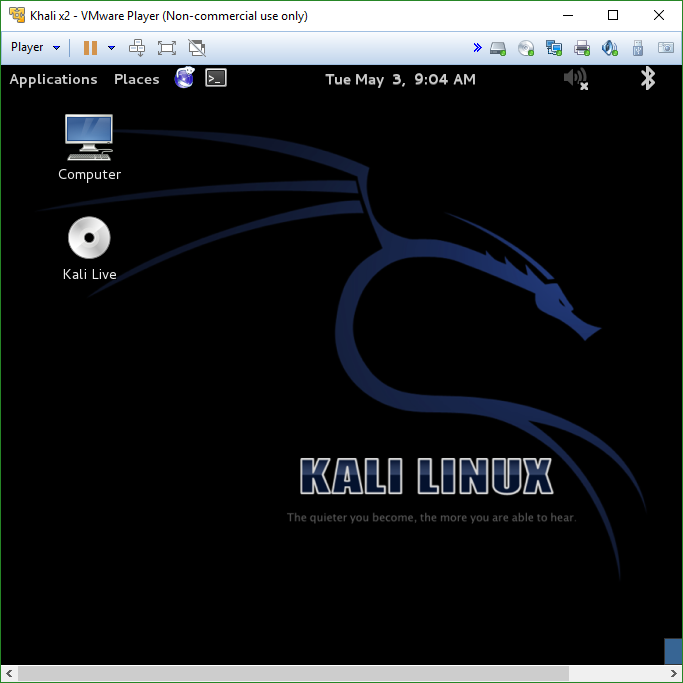 Khali x2 - VMware Player (Non-commercial use only)
Player
Applications Places Tue May 3, 9:04 AM
Computer
Kali Live
KALI LINUX
The quieter you become, the more you are able to hear.